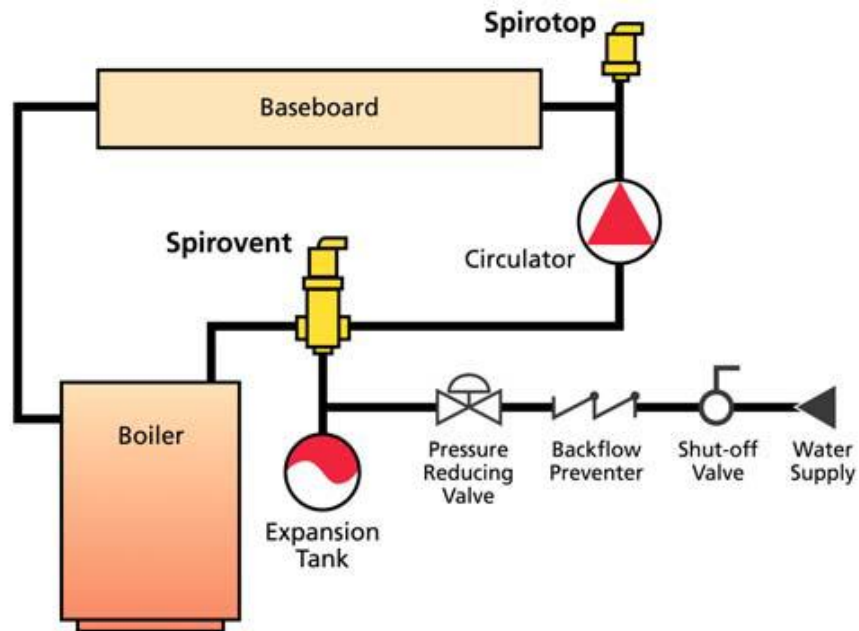 Spirotop
Baseboard
Spirovent
Circulator
Boiler
Pressure
Reducing
Valve
Backflow
Preventer
Shut-off
Valve
Water
Supply
Expansion
Tank